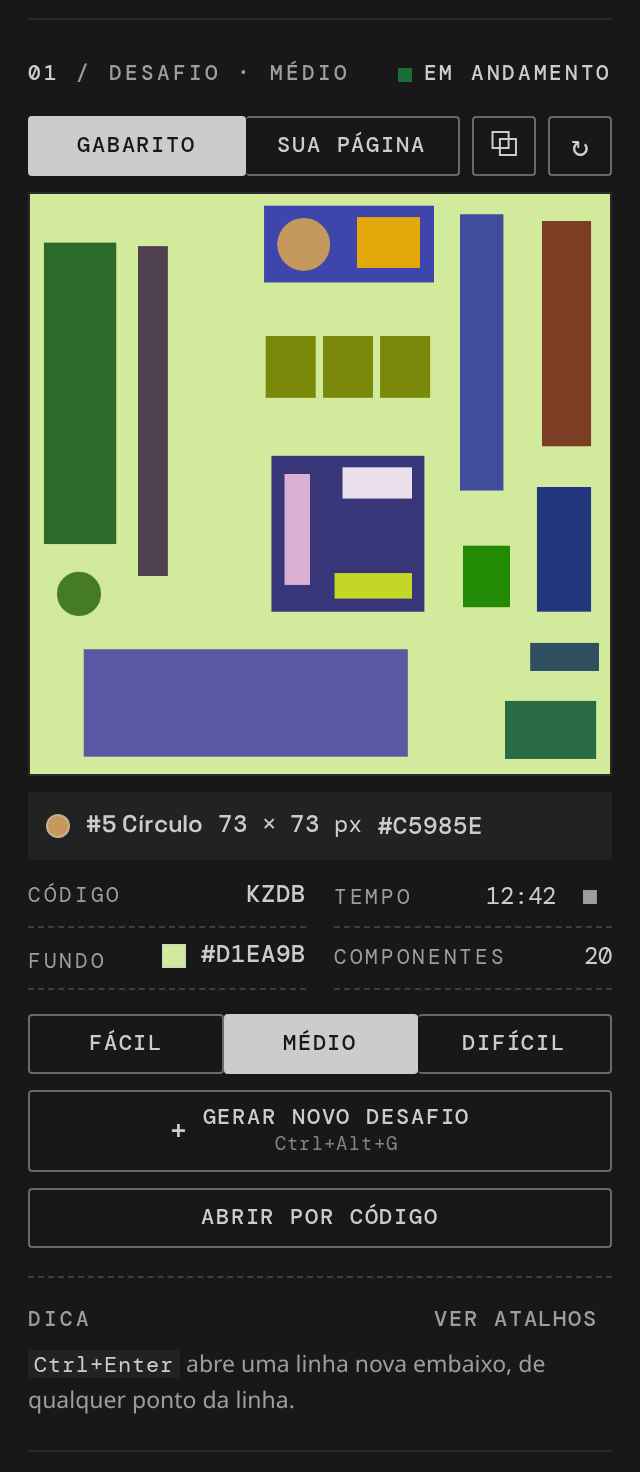 01 / DESAFIO · MÉDIO
EM ANDAMENTO
GABARITO
SUA PÁGINA
↻
#5 Círculo 73 × 73 px #C5985E
CÓDIGO KZDB
TEMPO 12:42
FUNDO #D1EA9B
COMPONENTES 20
FÁCIL
MÉDIO
DIFÍCIL
+ GERAR NOVO DESAFIO
Ctrl+Alt+G
ABRIR POR CÓDIGO
DICA
VER ATALHOS
Ctrl+Enter abre uma linha nova embaixo, de
qualquer ponto da linha.